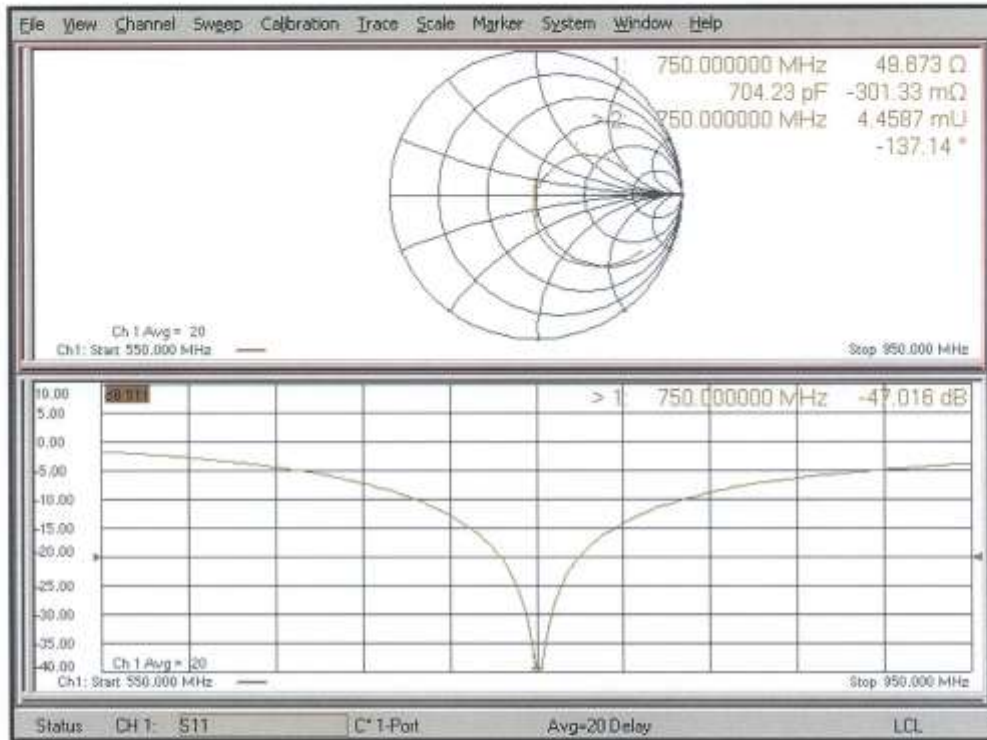 File View Channel Sweep Calibration Trace Scale Marker System Window Help
1: 750.000000 MHz 49.673 Ω
704.23 pF -301.33 mΩ
> 2: 750.000000 MHz 4.4587 mU
-137.14 °
Ch 1 Avg = 20
Ch1: Start 550.000 MHz Stop 950.000 MHz
10.00 dB S11 > 1: 750.000000 MHz -47.016 dB
5.00
0.00
-5.00
-10.00
-15.00
-20.00
-25.00
-30.00
-35.00
-40.00 Ch 1 Avg = 20
Ch1: Start 550.000 MHz Stop 950.000 MHz
Status CH 1: S11 C* 1-Port Avg=20 Delay LCL